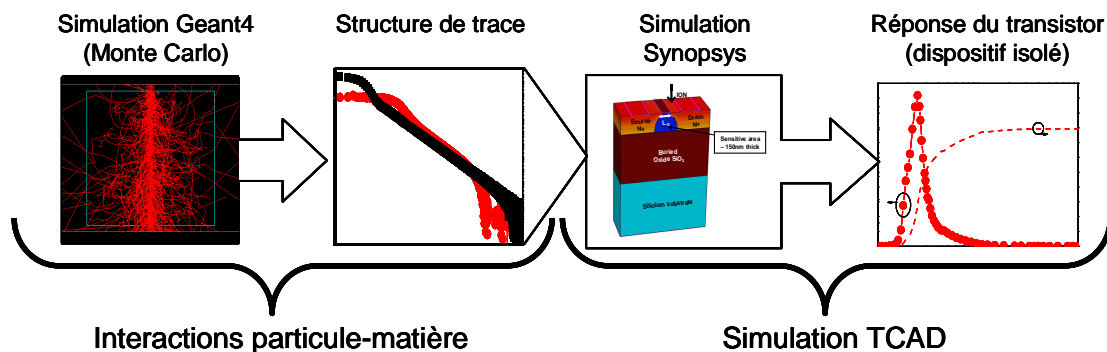 Simulation Geant4
(Monte Carlo)
Structure de trace
Simulation
Synopsys
Réponse du transistor
(dispositif isolé)
ION
Source
N+
Drain
N+
Sensitive area
~ 150nm thick
Buried
Oxide SiO2
Silicium substrate
Interactions particule-matière
Simulation TCAD